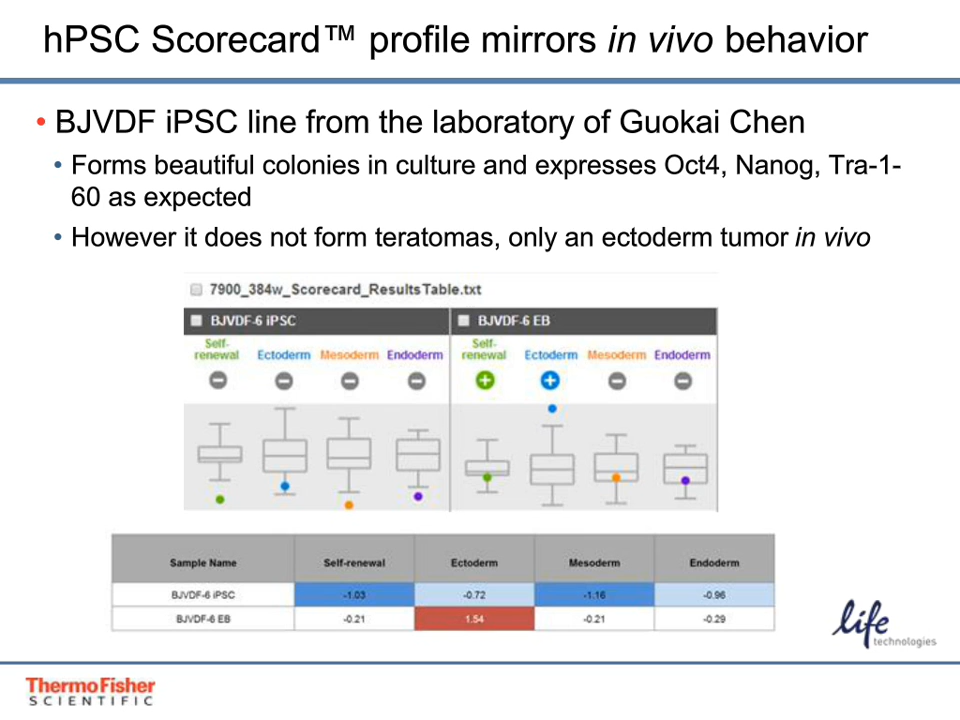 hPSC Scorecard™ profile mirrors in vivo behavior
• BJVDF iPSC line from the laboratory of Guokai Chen
• Forms beautiful colonies in culture and expresses Oct4, Nanog, Tra-1-
60 as expected
• However it does not form teratomas, only an ectoderm tumor in vivo
7900_384w_Scorecard_ResultsTable.txt
BJVDF-6 iPSC BJVDF-6 EB
Self-
renewal Ectoderm Mesoderm Endoderm
Self-
renewal Ectoderm Mesoderm Endoderm
Sample Name Self-renewal Ectoderm Mesoderm Endoderm
BJVDF-6 iPSC -1.03 -0.72 -1.16 -0.96
BJVDF-6 EB -0.21 1.54 -0.21 -0.29
life
technologies
ThermoFisher
SCIENTIFIC